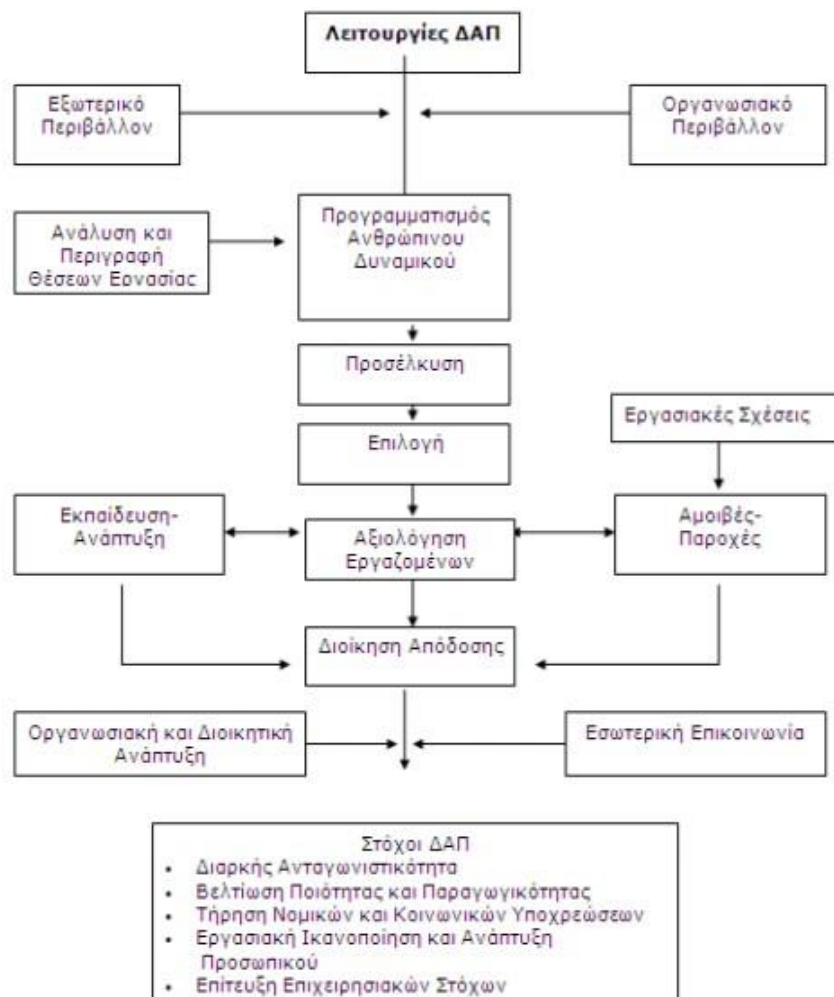 Λειτουργίες ΔΑΠ
Εξωτερικό
Περιβάλλον
Οργανωσιακό
Περιβάλλον
Προγραμματισμός
Ανθρώπινου
Δυναμικού
Ανάλυση και
Περιγραφή
Θέσεων Εργασίας
Προσέλκυση
Επιλογή
Εργασιακές Σχέσεις
Εκπαίδευση-
Ανάπτυξη
Αξιολόγηση
Εργαζομένων
Αμοιβές-
Παροχές
Διοίκηση Απόδοσης
Οργανωσιακή και Διοικητική
Ανάπτυξη
Εσωτερική Επικοινωνία
Στόχοι ΔΑΠ
• Διαρκής Ανταγωνιστικότητα
• Βελτίωση Ποιότητας και Παραγωγικότητας
• Τήρηση Νομικών και Κοινωνικών Υποχρεώσεων
• Εργασιακή Ικανοποίηση και Ανάπτυξη
Προσωπικού
• Επίτευξη Επιχειρησιακών Στόχων